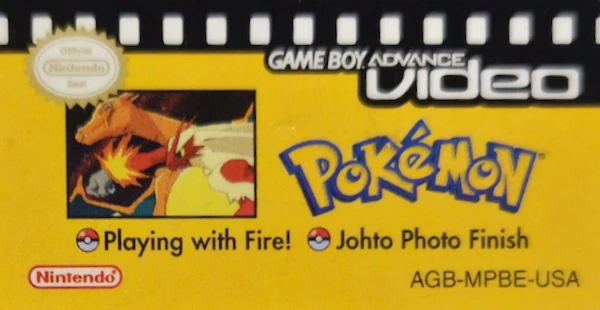 Official
Nintendo
Seal
GAME BOY ADVANCE
Video
POKéMON
Playing with Fire! Johto Photo Finish
Nintendo
AGB-MPBE-USA